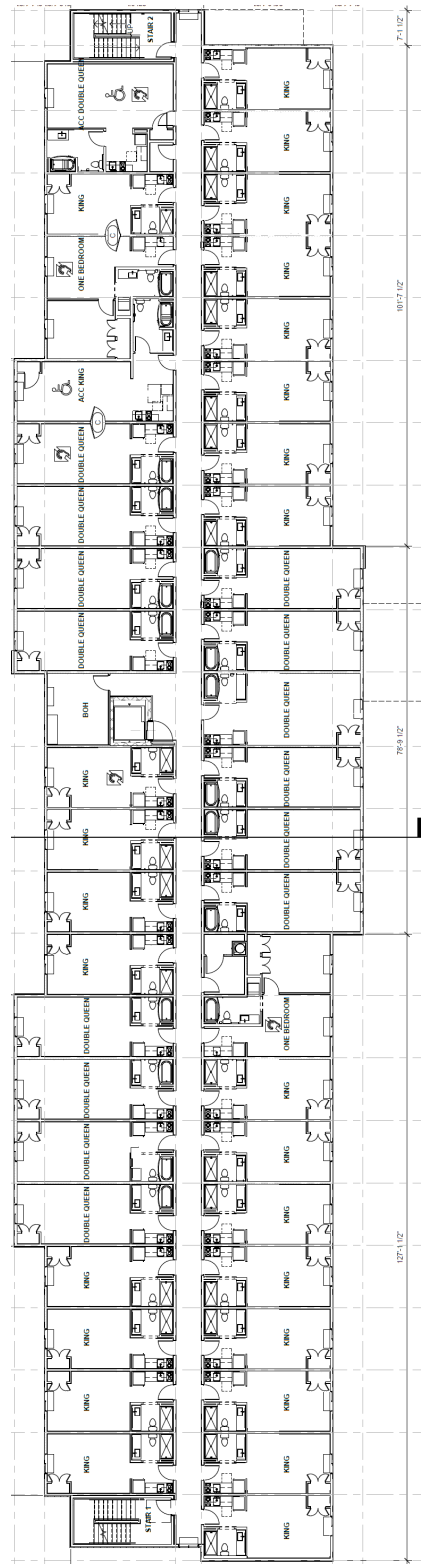 7'-1 1/2"
STAIR 2
UP
ACC DOUBLE QUEEN
KING
KING
KING
KING
ONE BEDROOM
KING
101'-7 1/2"
KING
ACC KING
KING
DOUBLE QUEEN
KING
DOUBLE QUEEN
KING
DOUBLE QUEEN
DOUBLE QUEEN
DOUBLE QUEEN
DOUBLE QUEEN
BOH
DOUBLE QUEEN
78'-9 1/2"
KING
DOUBLE QUEEN
KING
DOUBLE QUEEN
KING
DOUBLE QUEEN
KING
DOUBLE QUEEN
ONE BEDROOM
DOUBLE QUEEN
KING
DOUBLE QUEEN
KING
DOUBLE QUEEN
KING
127'-1 1/2"
KING
KING
KING
KING
KING
KING
KING
KING
STAIR 1
KING